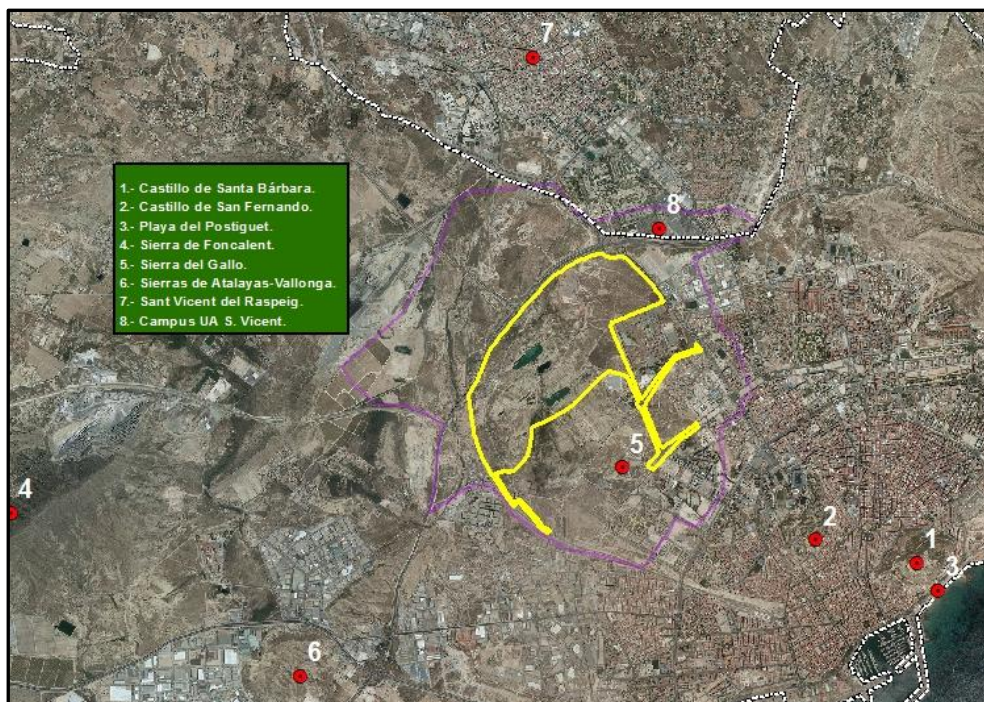 7
1.- Castillo de Santa Bárbara.
2.- Castillo de San Fernando.
3.- Playa del Postiguet.
4.- Sierra de Foncalent.
5.- Sierra del Gallo.
6.- Sierras de Atalayas-Vallonga.
7.- Sant Vicent del Raspeig.
8.- Campus UA S. Vicent.
8
5
4
2
1
3
6